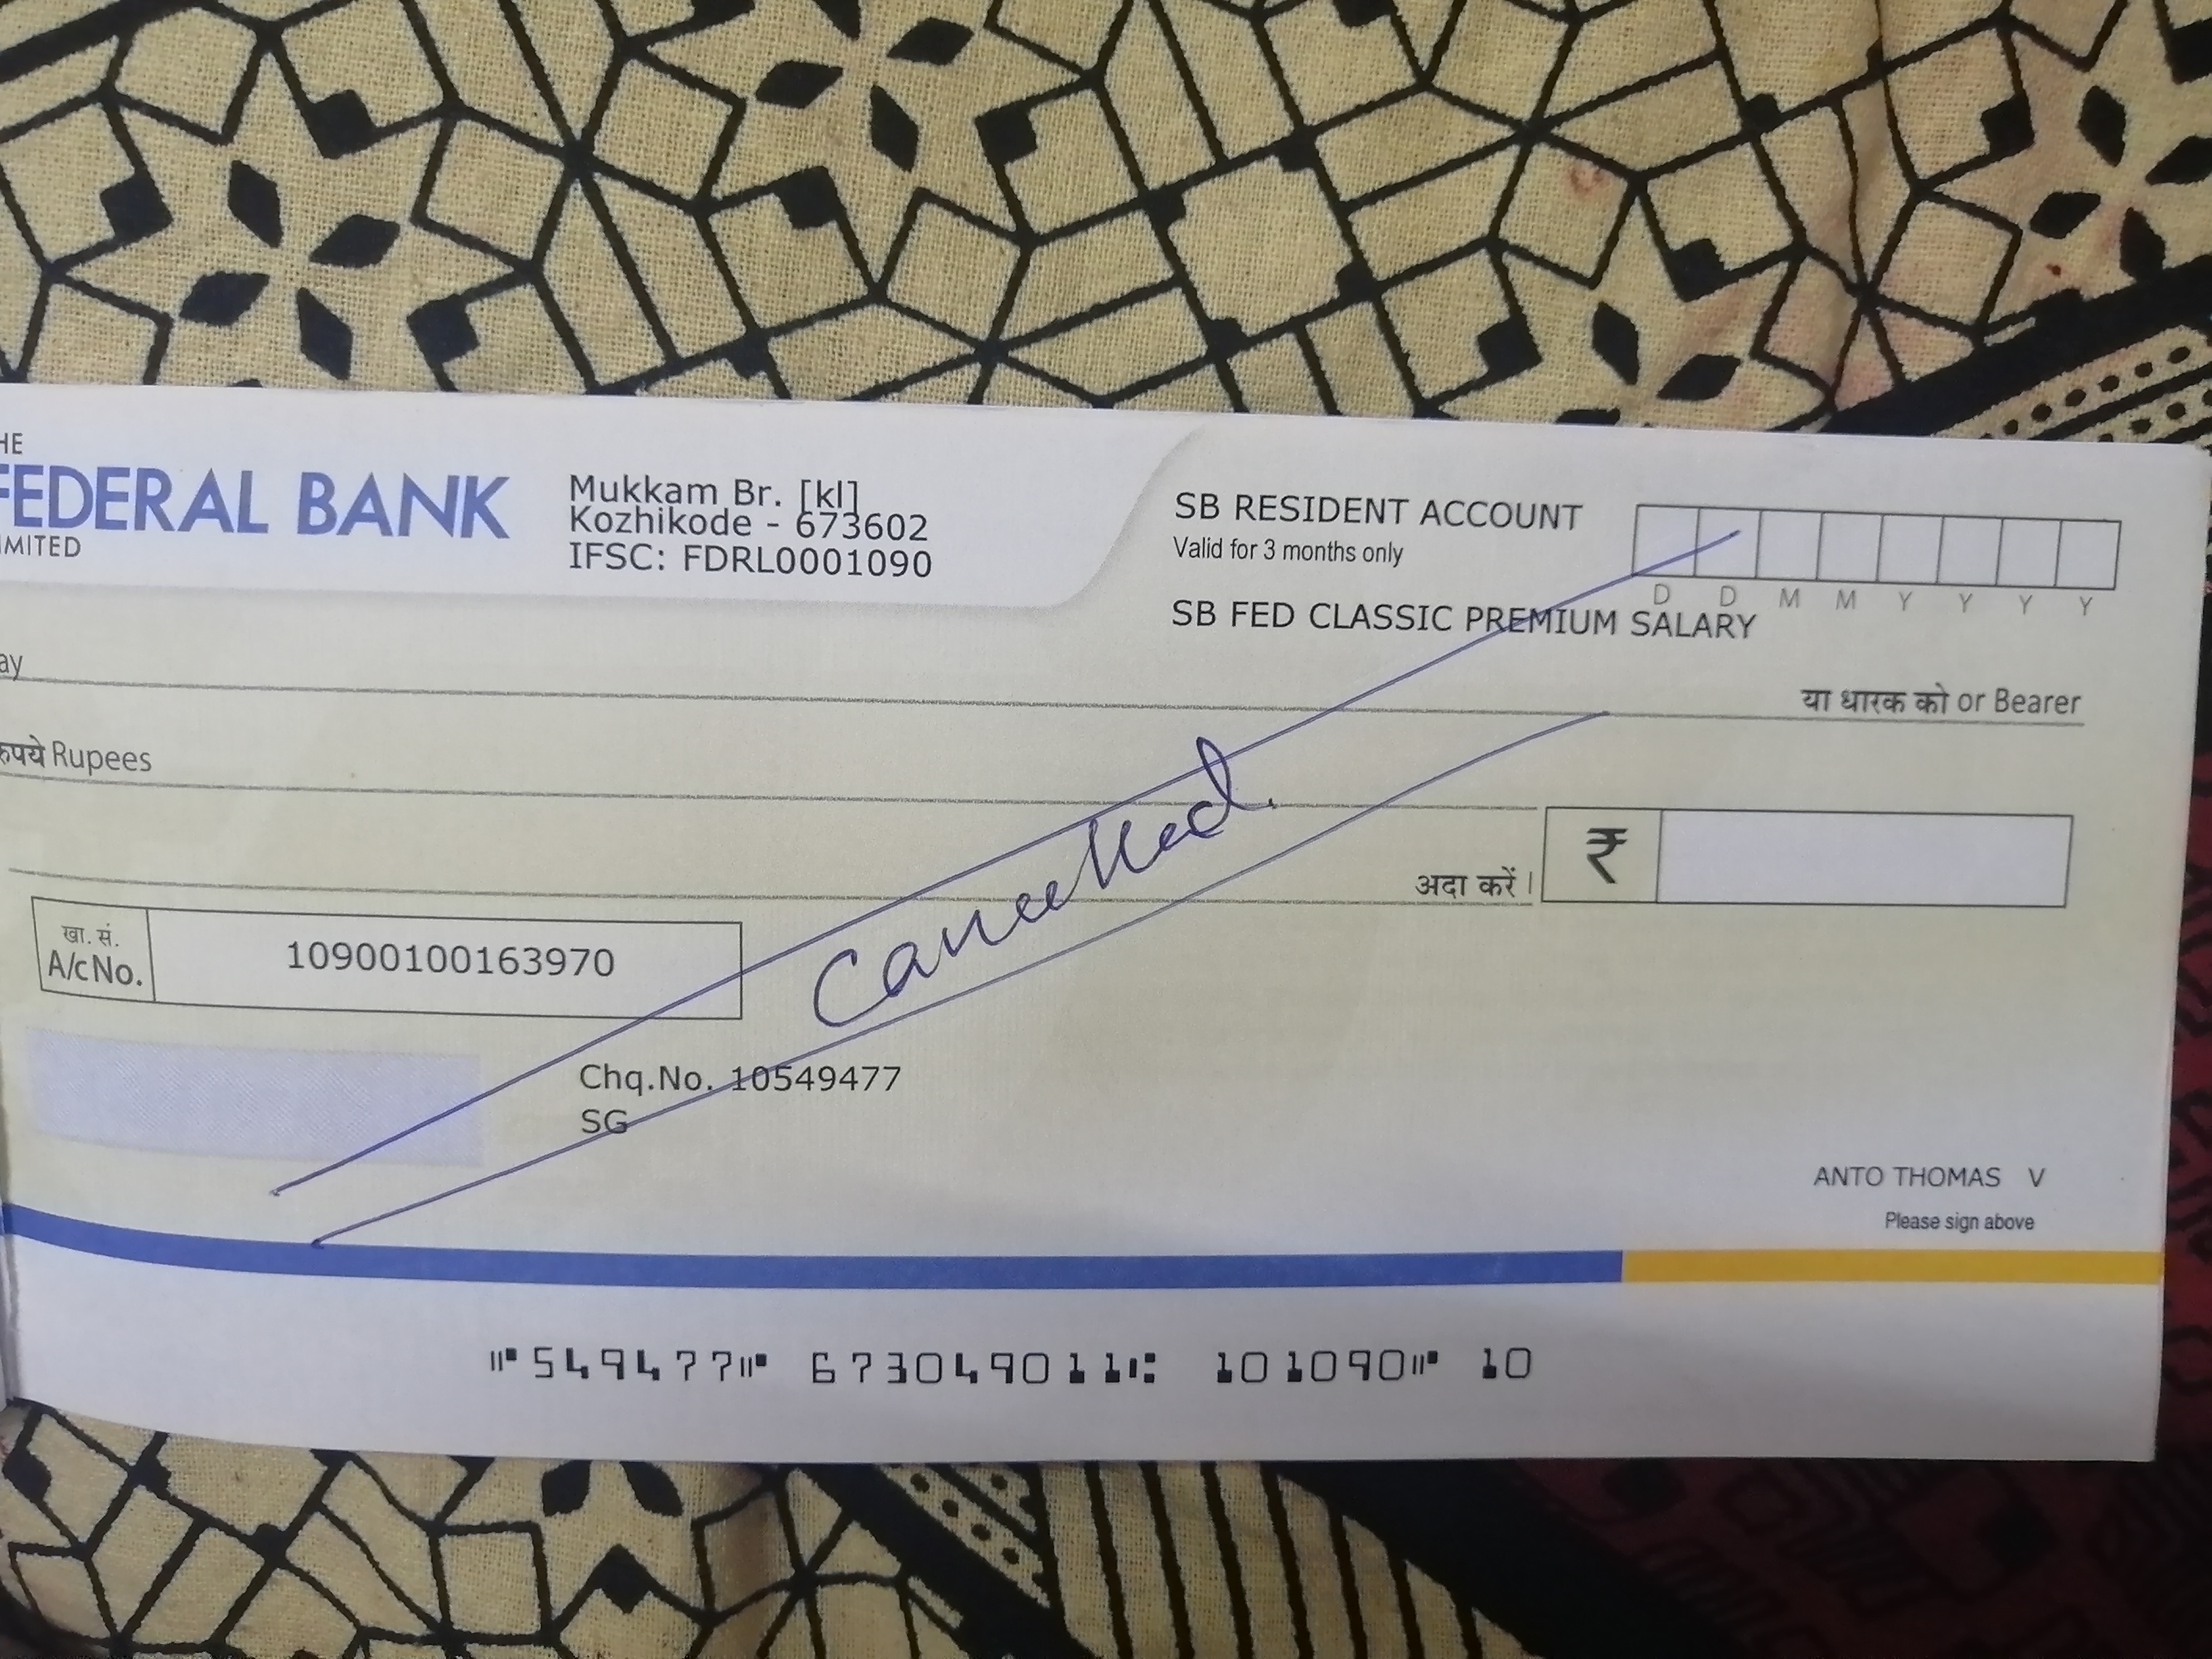 HE
FEDERAL BANK
IMITED
Mukkam Br. [kl]
Kozhikode - 673602
IFSC: FDRL0001090
SB RESIDENT ACCOUNT
Valid for 3 months only
D D M M Y Y Y Y
SB FED CLASSIC PREMIUM SALARY
ay
या धारक को or Bearer
रुपये Rupees
अदा करें।
₹
Cancelled
खा. सं.
A/c No.
10900100163970
Chq.No. 10549477
SG
ANTO THOMAS V
Please sign above
⑈549477⑈ 673049011⑆ 101090⑈ 10